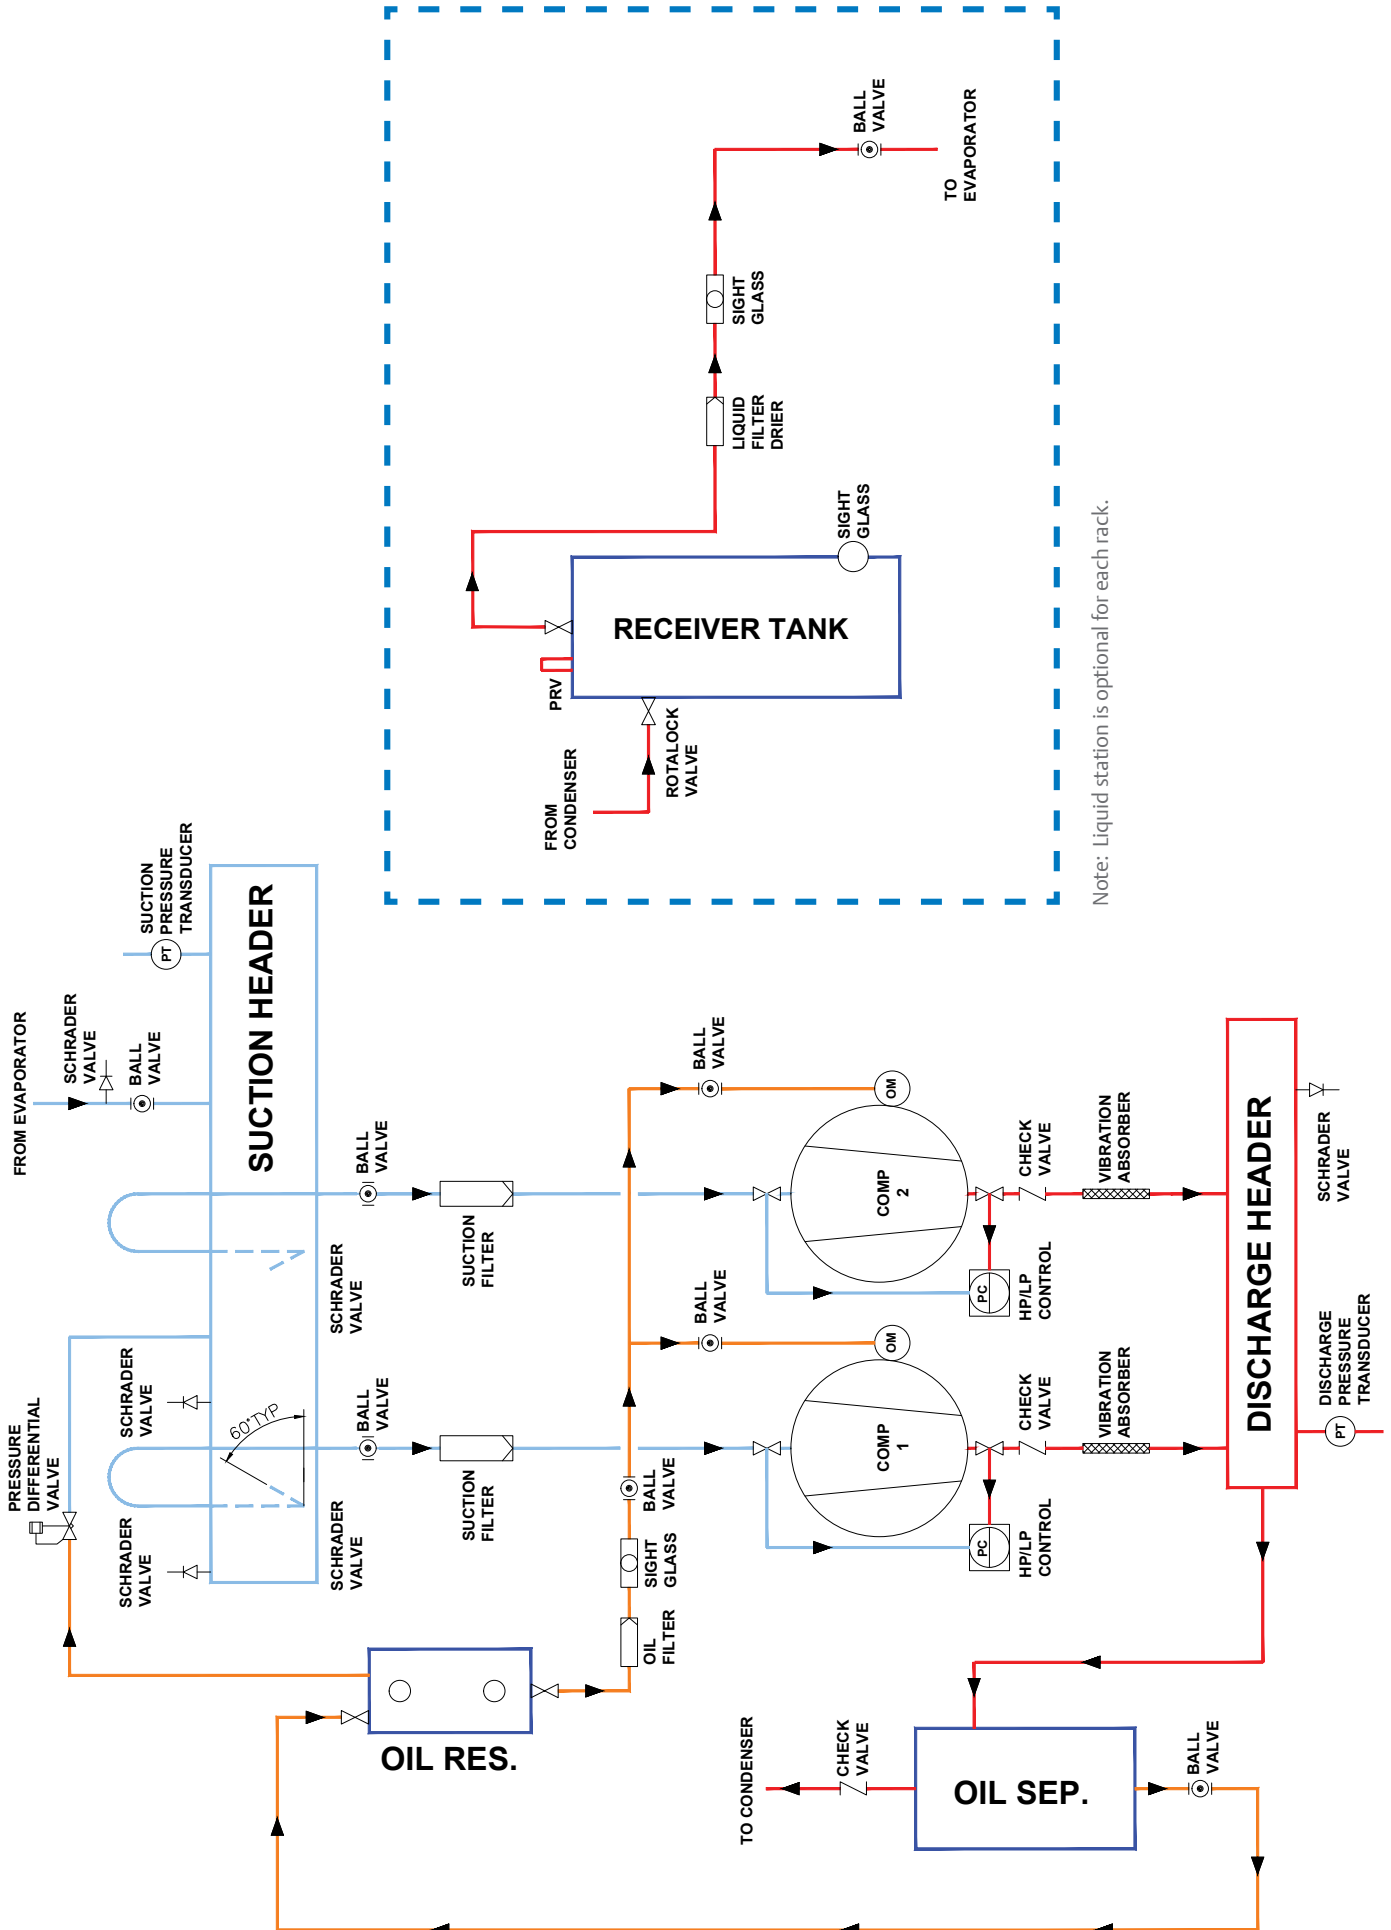 PRESSURE
DIFFERENTIAL
VALVE
SCHRADER
VALVE
SCHRADER
VALVE
60°TYP
SCHRADER
VALVE
SCHRADER
VALVE
FROM EVAPORATOR
SCHRADER
VALVE
BALL
VALVE
SUCTION
PRESSURE
TRANSDUCER
PT
SUCTION HEADER
BALL
VALVE
BALL
VALVE
SUCTION
FILTER
SUCTION
FILTER
OIL RES.
OIL
FILTER
SIGHT
GLASS
BALL
VALVE
BALL
VALVE
BALL
VALVE
OM
OM
COMP
1
COMP
2
PC
HP/LP
CONTROL
PC
HP/LP
CONTROL
CHECK
VALVE
CHECK
VALVE
VIBRATION
ABSORBER
VIBRATION
ABSORBER
DISCHARGE HEADER
SCHRADER
VALVE
DISCHARGE
PRESSURE
TRANSDUCER
PT
TO CONDENSER
CHECK
VALVE
OIL SEP.
BALL
VALVE
FROM
CONDENSER
ROTALOCK
VALVE
PRV
RECEIVER TANK
SIGHT
GLASS
LIQUID
FILTER
DRIER
SIGHT
GLASS
BALL
VALVE
TO
EVAPORATOR
Note: Liquid station is optional for each rack.